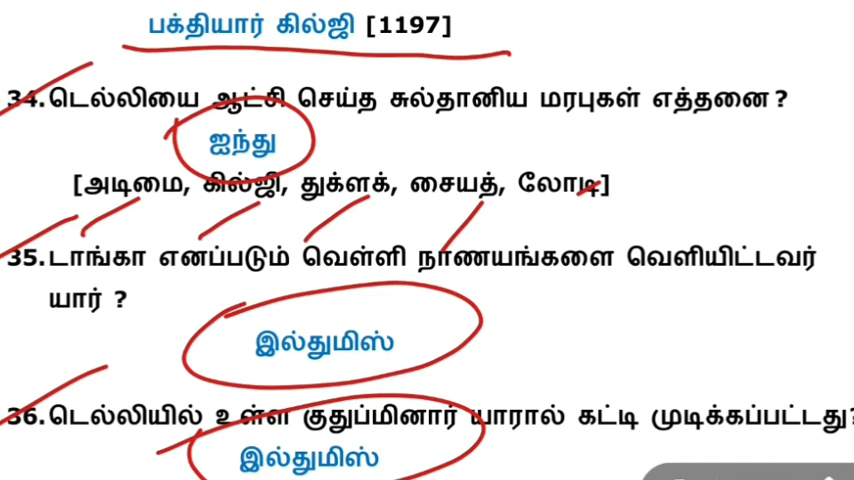 பக்தியார் கில்ஜி [1197]
34.டெல்லியை ஆட்சி செய்த சுல்தானிய மரபுகள் எத்தனை?
ஐந்து
[அடிமை, கில்ஜி, துக்ளக், சையத், லோடி]
35.டாங்கா எனப்படும் வெள்ளி நாணயங்களை வெளியிட்டவர்
யார் ?
இல்துமிஸ்
36.டெல்லியில் உள்ள குதுப்மினார் யாரால் கட்டி முடிக்கப்பட்டது?
இல்துமிஸ்